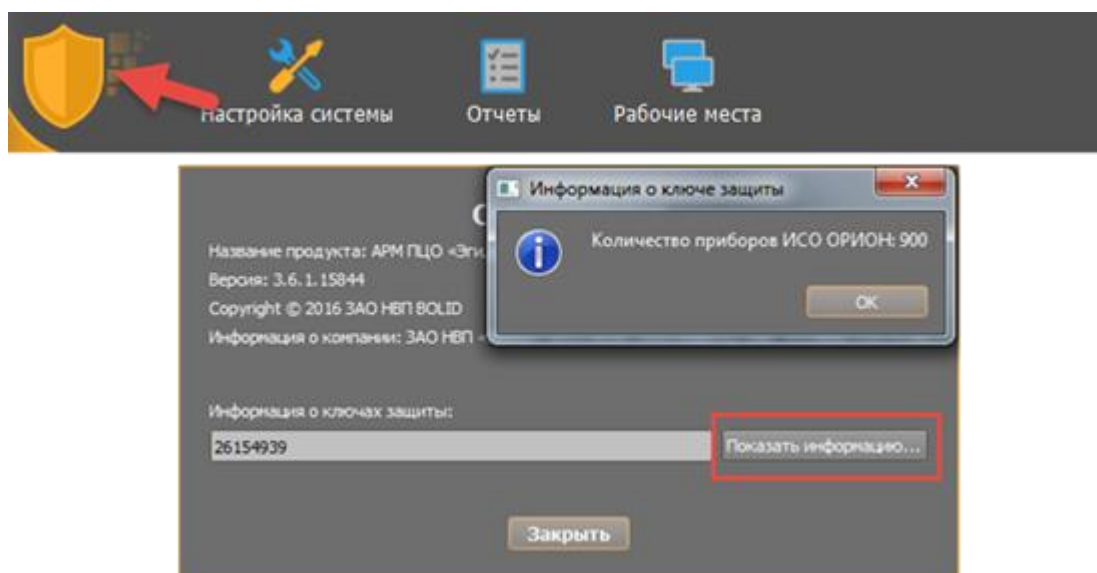 Настройка системы
Отчеты
Рабочие места
Информация о ключе защиты
Количество приборов ИСО ОРИОН: 900
OK
Название продукта: АРМ ПЦО
Версия: 3.6.1.15844
Copyright © 2016 ЗАО НВП BOLID
Информация о компании: ЗАО НВП
Информация о ключах защиты:
26154939
Показать информацию...
Закрыть